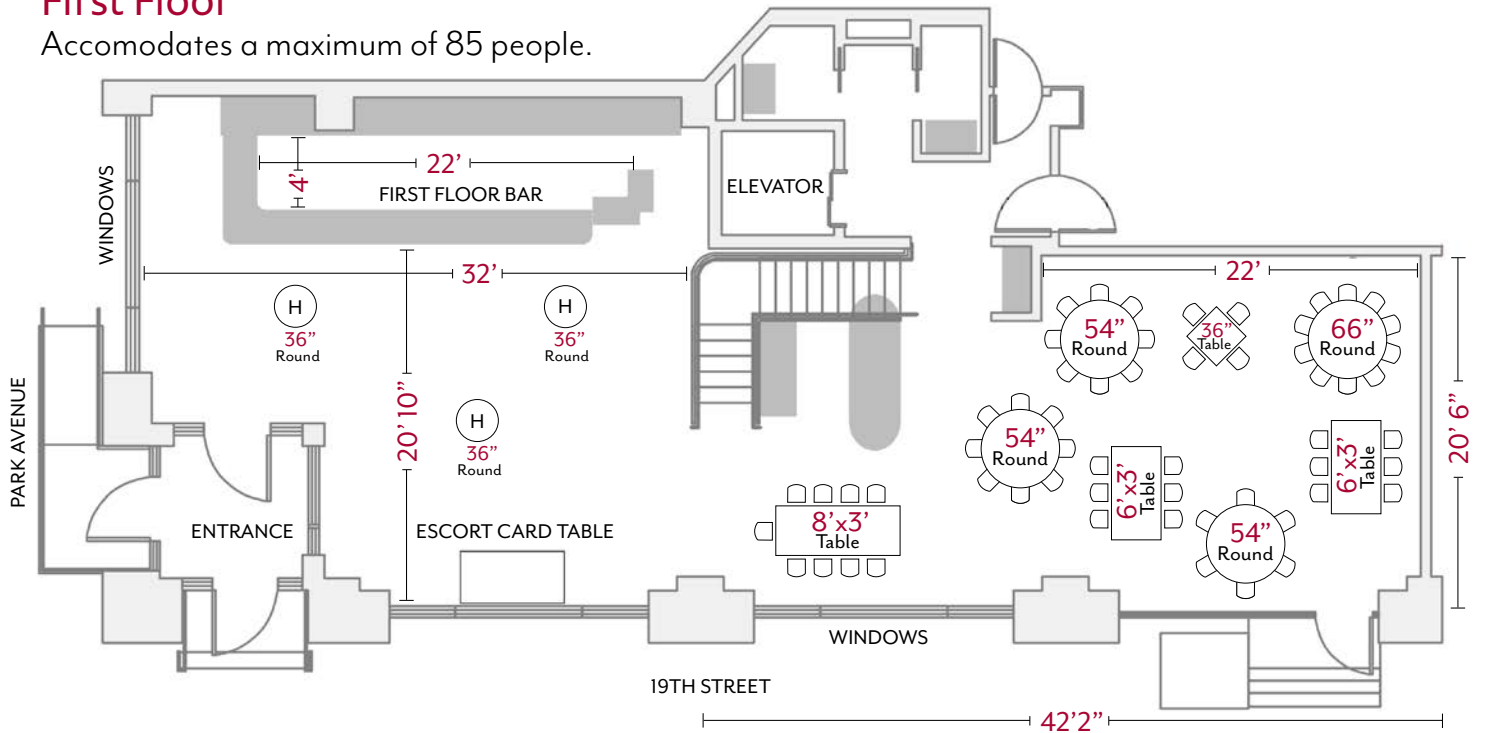 First Floor
Accomodates a maximum of 85 people.
WINDOWS
22'
4'
FIRST FLOOR BAR
ELEVATOR
32'
22'
H
36”
Round
H
36”
Round
54”
Round
36”
Table
66”
Round
PARK AVENUE
20' 10”
H
36”
Round
54”
Round
6'x3'
Table
6'x3'
Table
20' 6”
ENTRANCE
ESCORT CARD TABLE
8'x3'
Table
54”
Round
WINDOWS
19TH STREET
42'2”